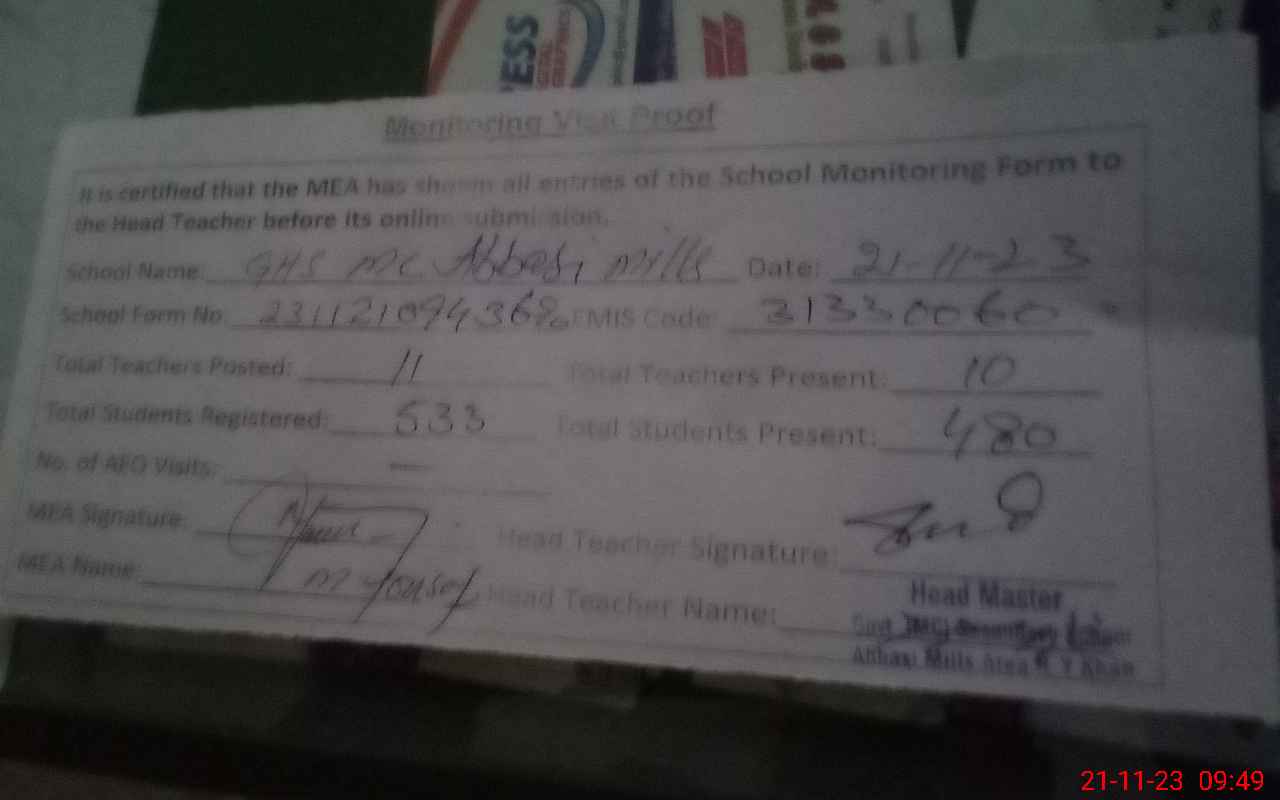 ESS
Monitoring Visit Proof
It is certified that the MEA has shown all entries of the School Monitoring Form to
the Head Teacher before its online submission.
School Name: GHS MC Abbasi Mills Date: 21-11-23
School Form No. EMIS Code: 31330060
Total Teachers Posted: 11 Total Teachers Present: 10
Total Students Registered: 533 Total Students Present: 480
No. of AEO Visits: —
MEA Signature: Head Teacher Signature:
MEA Name: M Yousaf Head Teacher Name:
Head Master
Abbasi Mills Area R Y Khan
21-11-23 09:49